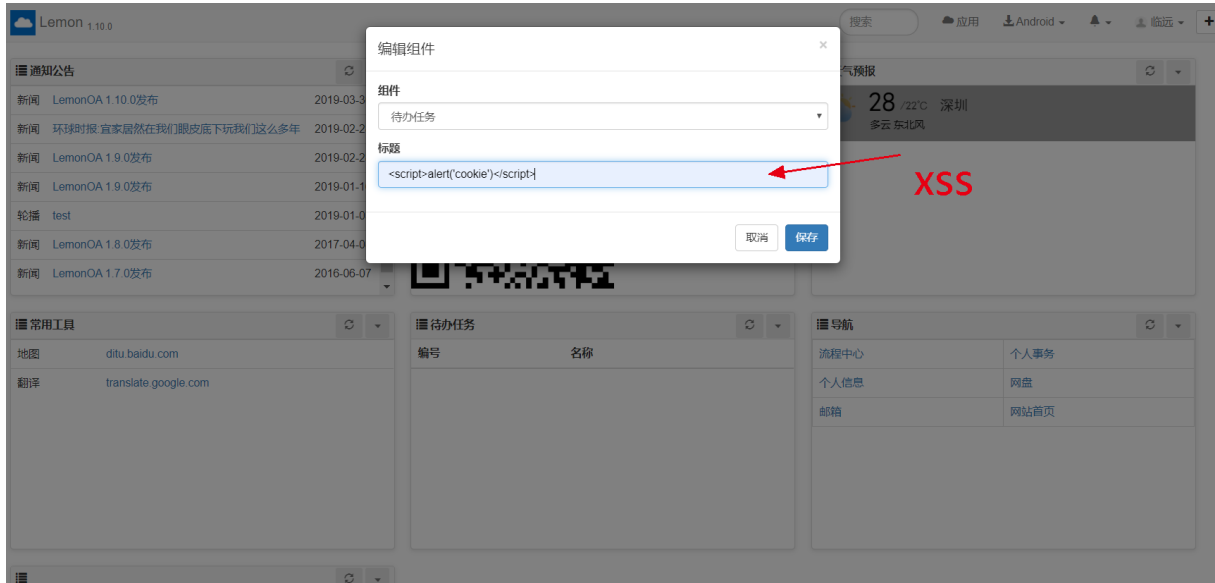 Lemon 1.10.0
搜索
应用
Android
临远
编辑组件
×
组件
待办任务
标题
<script>alert('cookie')</script>
取消
保存
XSS
通知公告
新闻 LemonOA 1.10.0发布 2019-03-3
新闻 环球时报:宜家居然在我们眼皮底下玩我们这么多年 2019-02-2
新闻 LemonOA 1.9.0发布 2019-02-2
新闻 LemonOA 1.9.0发布 2019-01-1
轮播 test 2019-01-0
新闻 LemonOA 1.8.0发布 2017-04-0
新闻 LemonOA 1.7.0发布 2016-06-07
气预报
28 /22℃ 深圳
多云 东北风
常用工具
地图 ditu.baidu.com
翻译 translate.google.com
待办任务
编号 名称
导航
流程中心 个人事务
个人信息 网盘
邮箱 网站首页